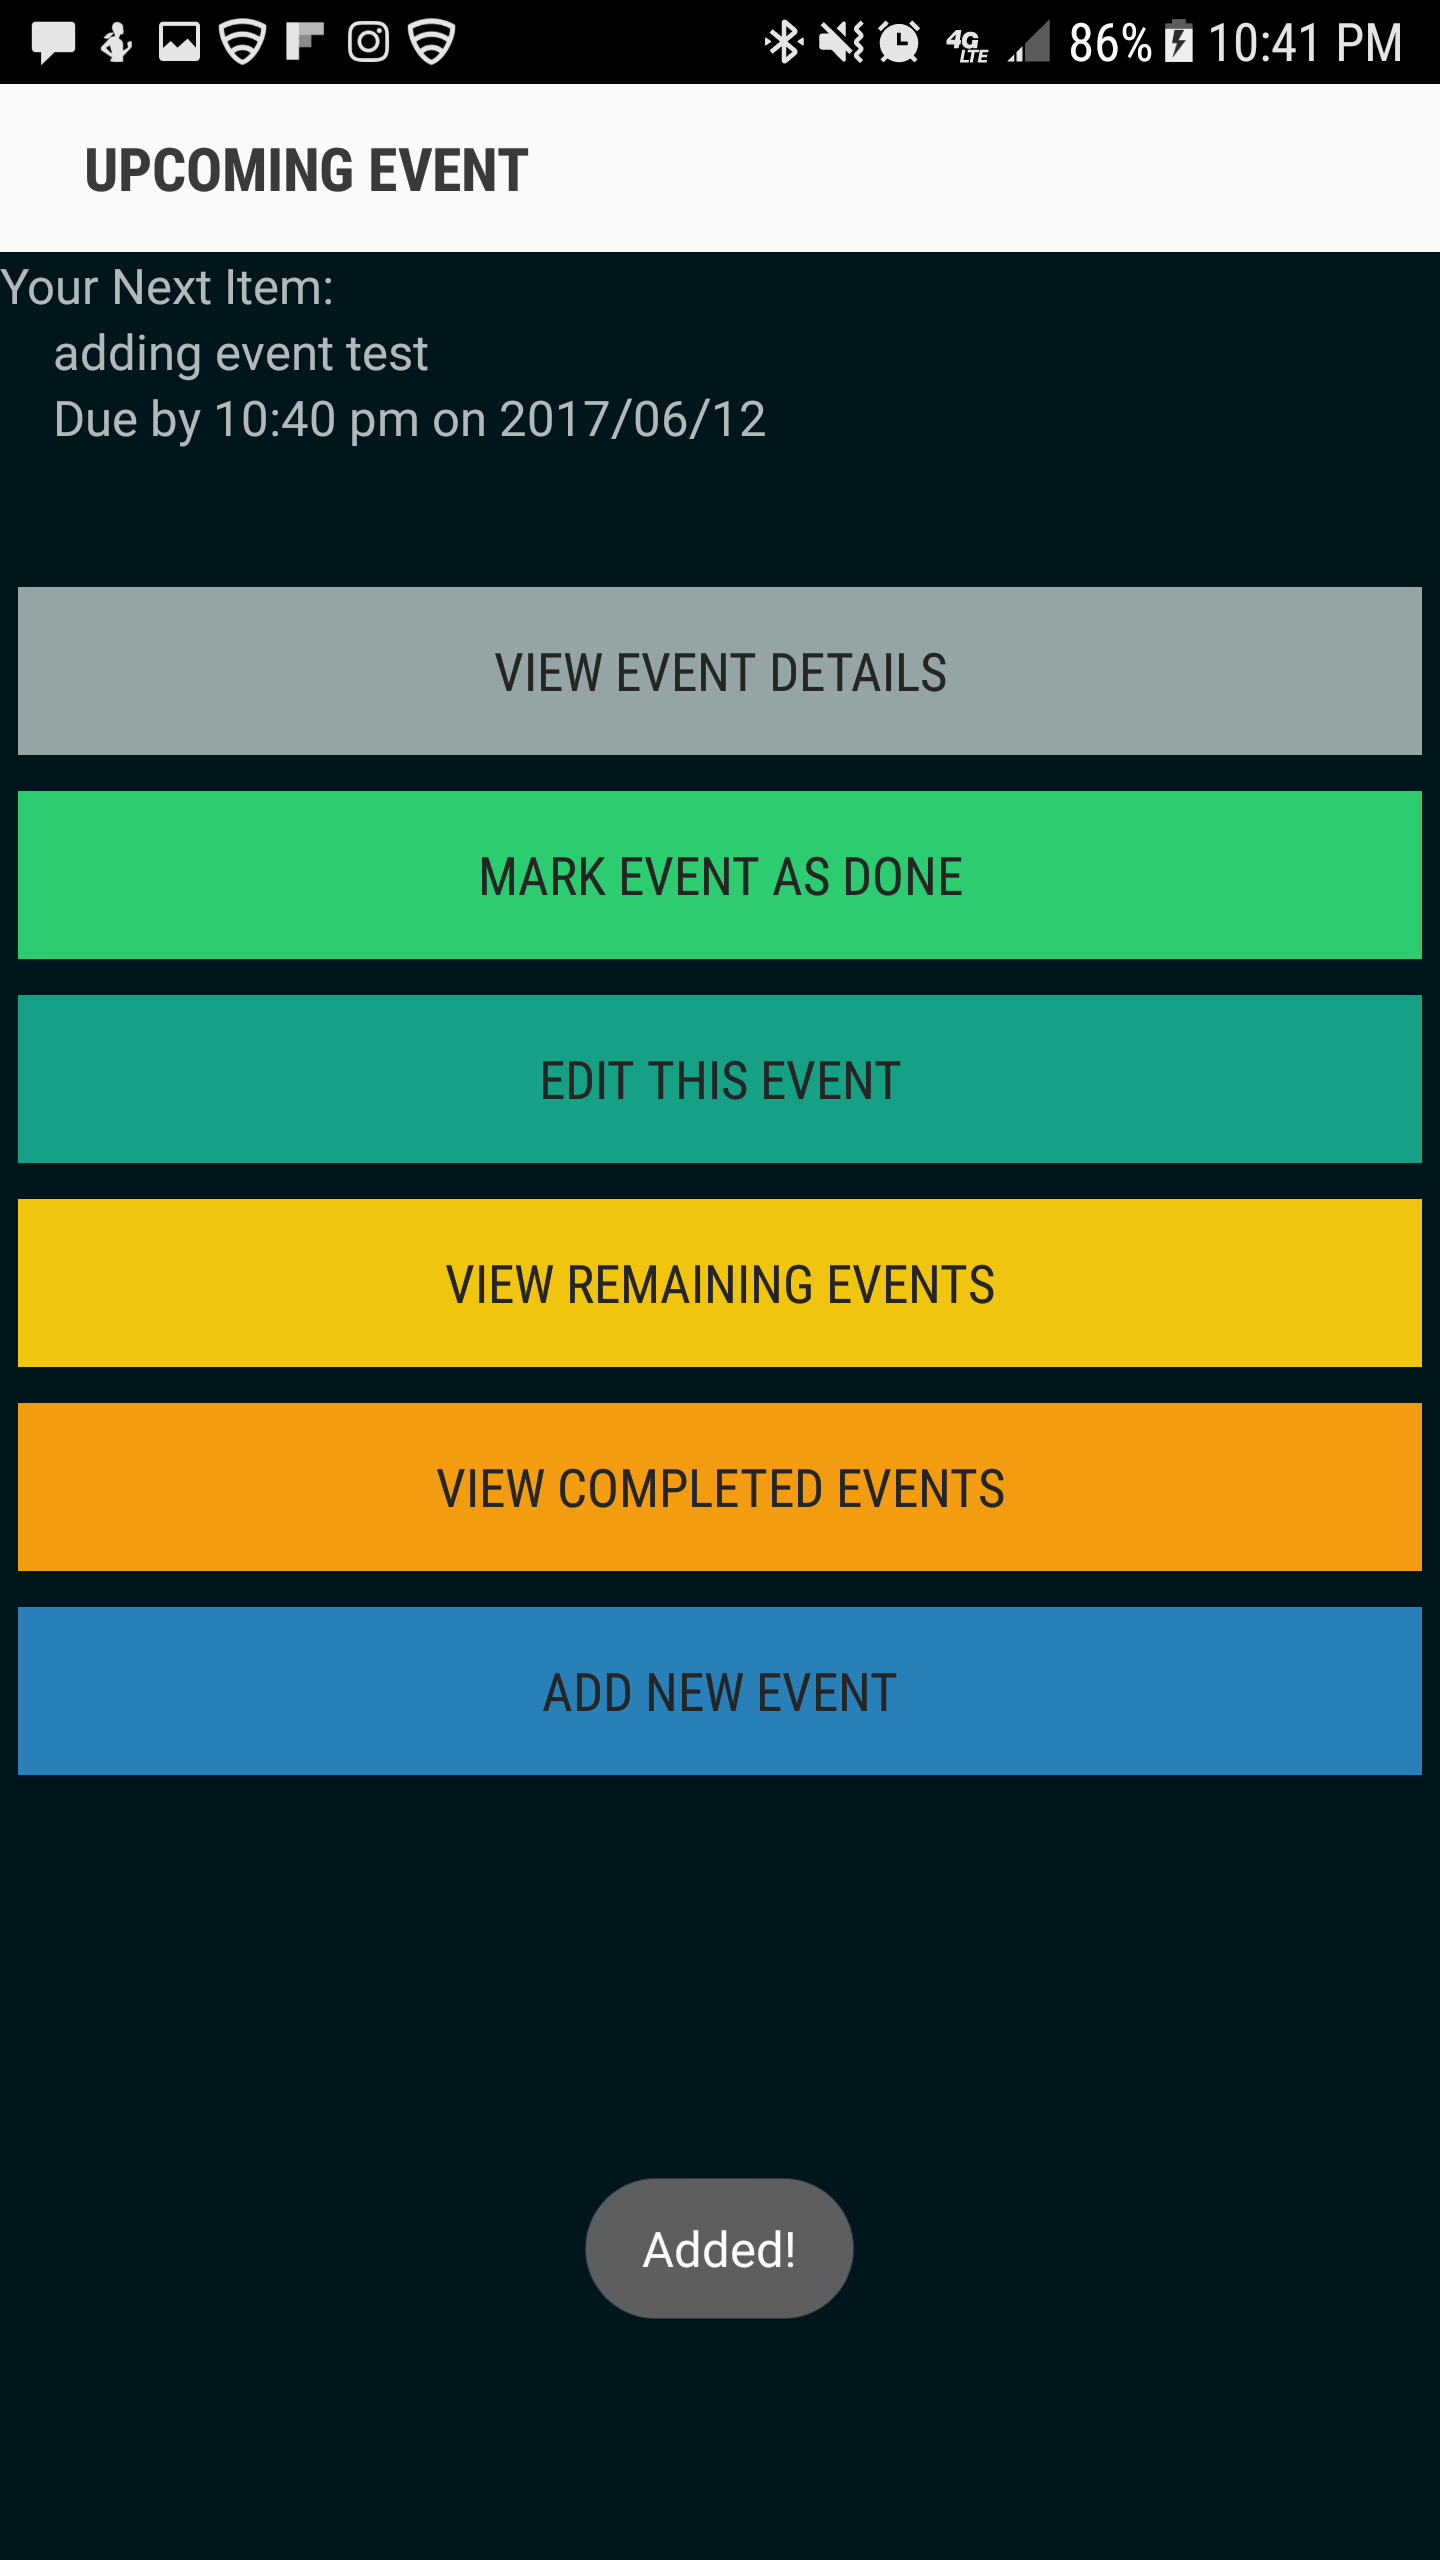 4G LTE 86% 10:41 PM
UPCOMING EVENT
Your Next Item:
adding event test
Due by 10:40 pm on 2017/06/12
VIEW EVENT DETAILS
MARK EVENT AS DONE
EDIT THIS EVENT
VIEW REMAINING EVENTS
VIEW COMPLETED EVENTS
ADD NEW EVENT
Added!